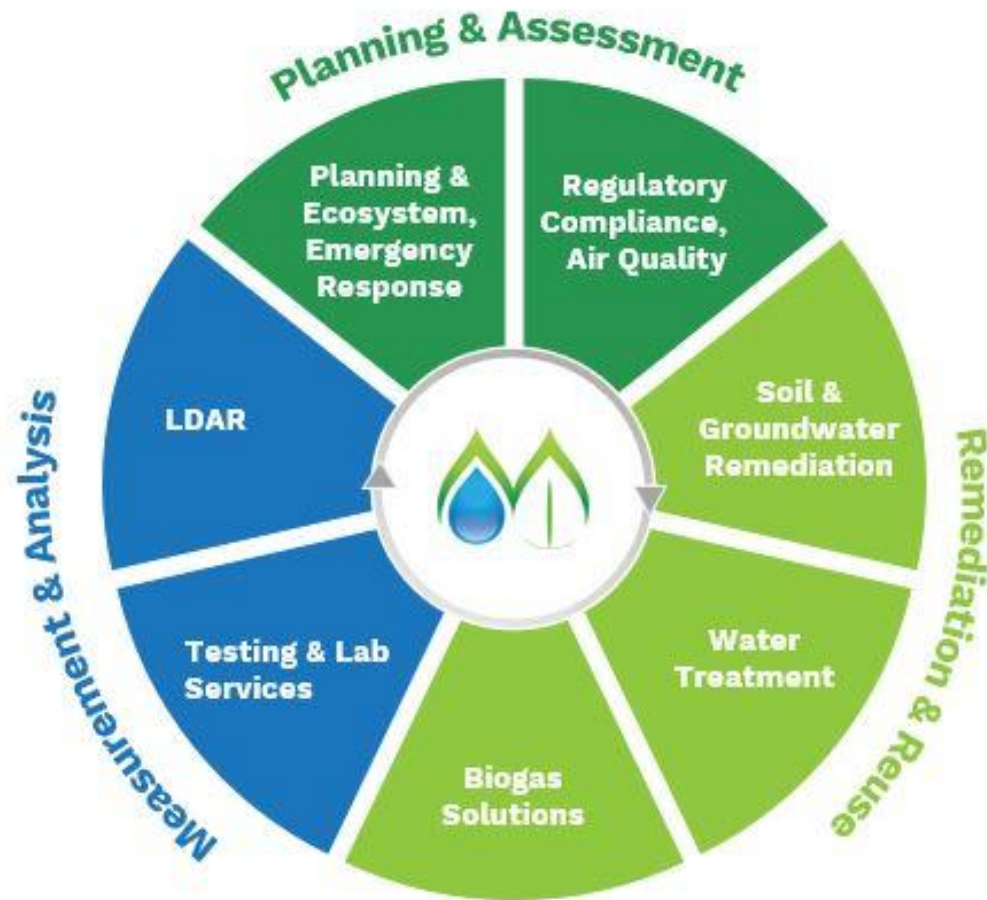 Planning & Assessment
Planning &
Ecosystem,
Emergency
Response
Regulatory
Compliance,
Air Quality
LDAR
Soil &
Groundwater
Remediation
Measurement & Analysis
Remediation & Reuse
Testing & Lab
Services
Water
Treatment
Biogas
Solutions